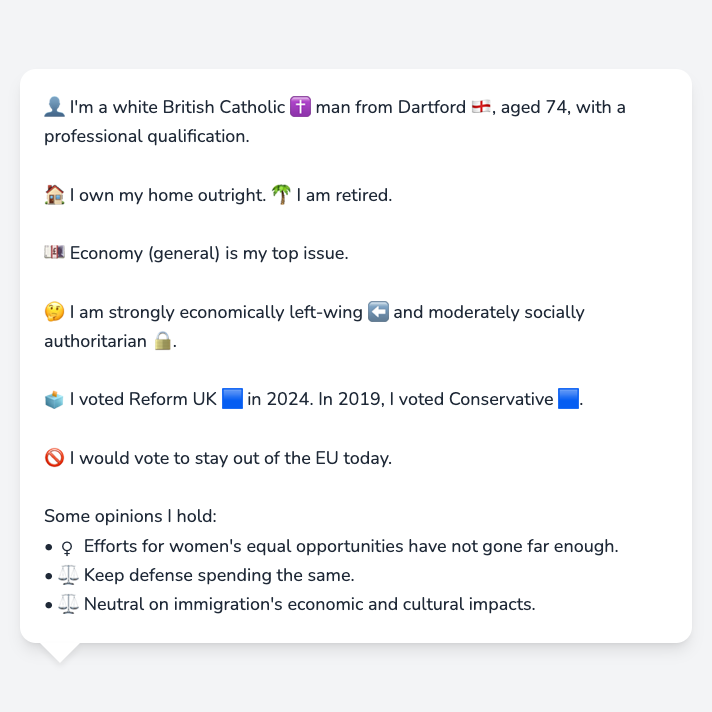 👤 I'm a white British Catholic ✝️ man from Dartford 🏴󠁧󠁢󠁥󠁮󠁧󠁿, aged 74, with a
professional qualification.
🏠 I own my home outright. 🌴 I am retired.
💷 Economy (general) is my top issue.
🤔 I am strongly economically left-wing ⬅️ and moderately socially
authoritarian 🔒.
🗳️ I voted Reform UK 🟦 in 2024. In 2019, I voted Conservative 🟦.
🚫 I would vote to stay out of the EU today.
Some opinions I hold:
• ♀ Efforts for women's equal opportunities have not gone far enough.
• ⚖️ Keep defense spending the same.
• ⚖️ Neutral on immigration's economic and cultural impacts.